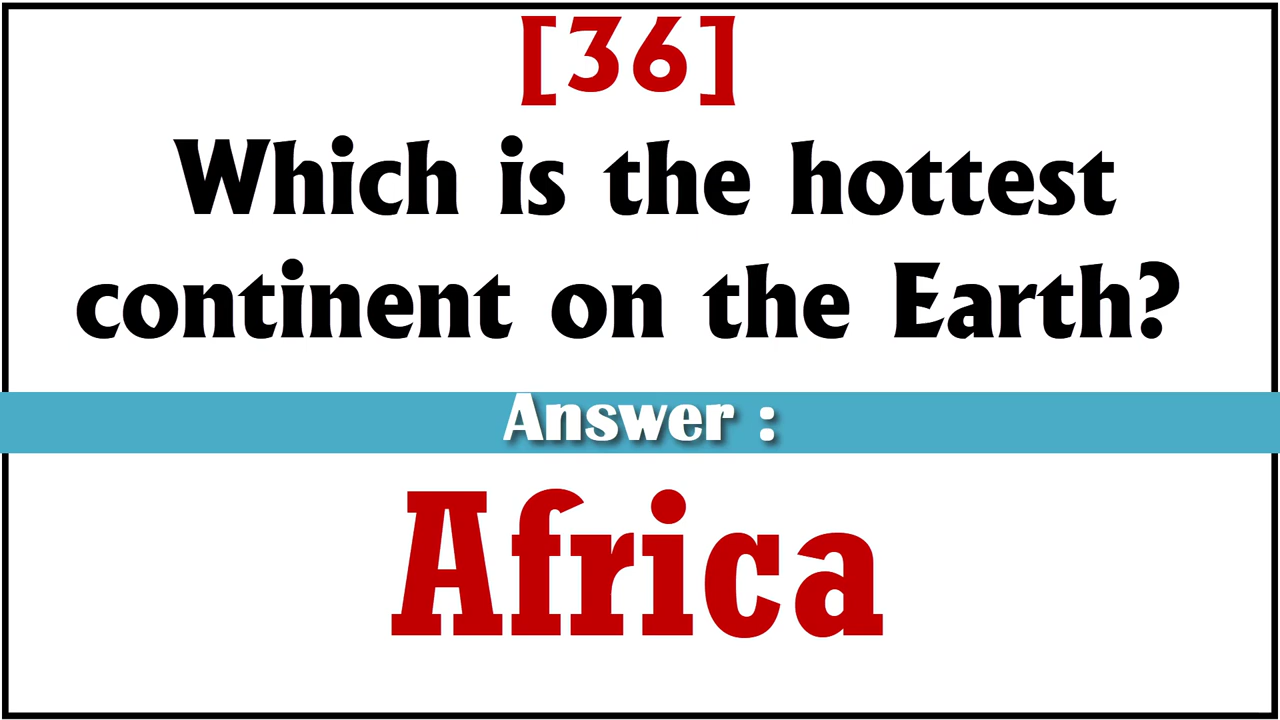 [36]
Which is the hottest
continent on the Earth?
Answer :
Africa